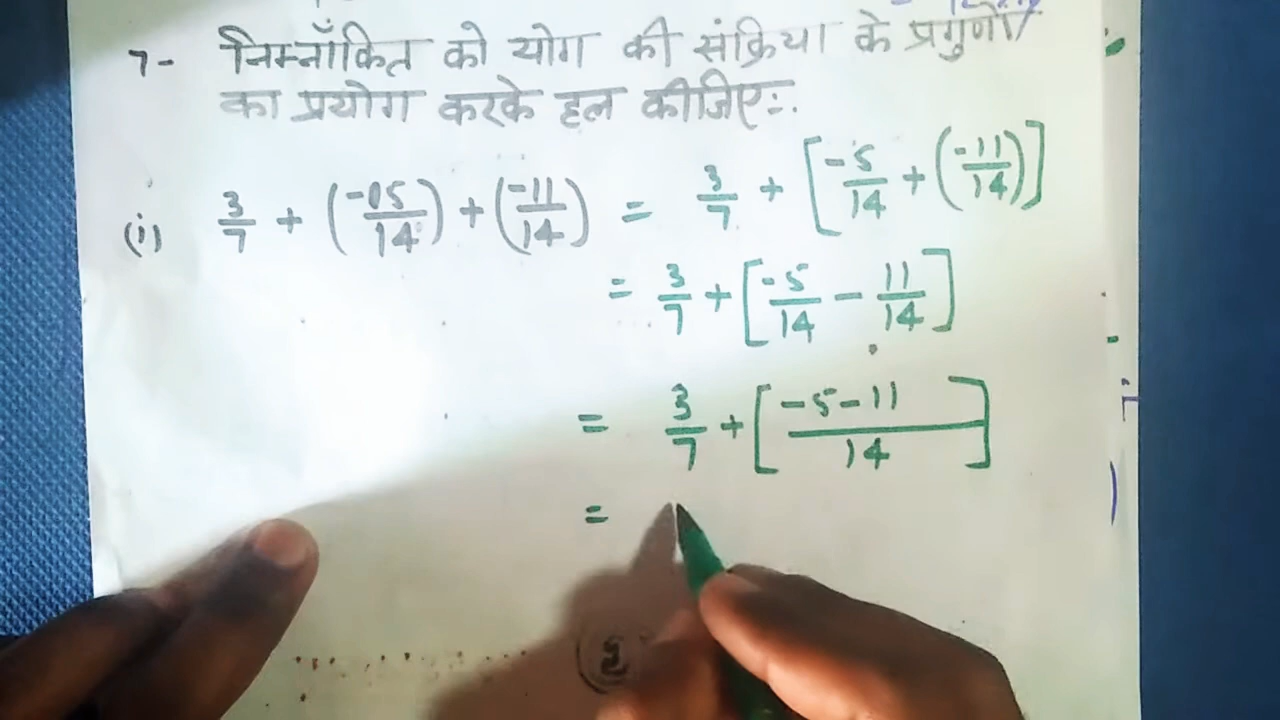 7- निम्नाँकित को योग की संक्रिया के प्रगुणों
का प्रयोग करके हल कीजिए:-
(i) 3/7 + (-05/14) + (-11/14) = 3/7 + [-5/14 + (-11/14)]
= 3/7 + [-5/14 - 11/14]
= 3/7 + [-5-11/14]
=